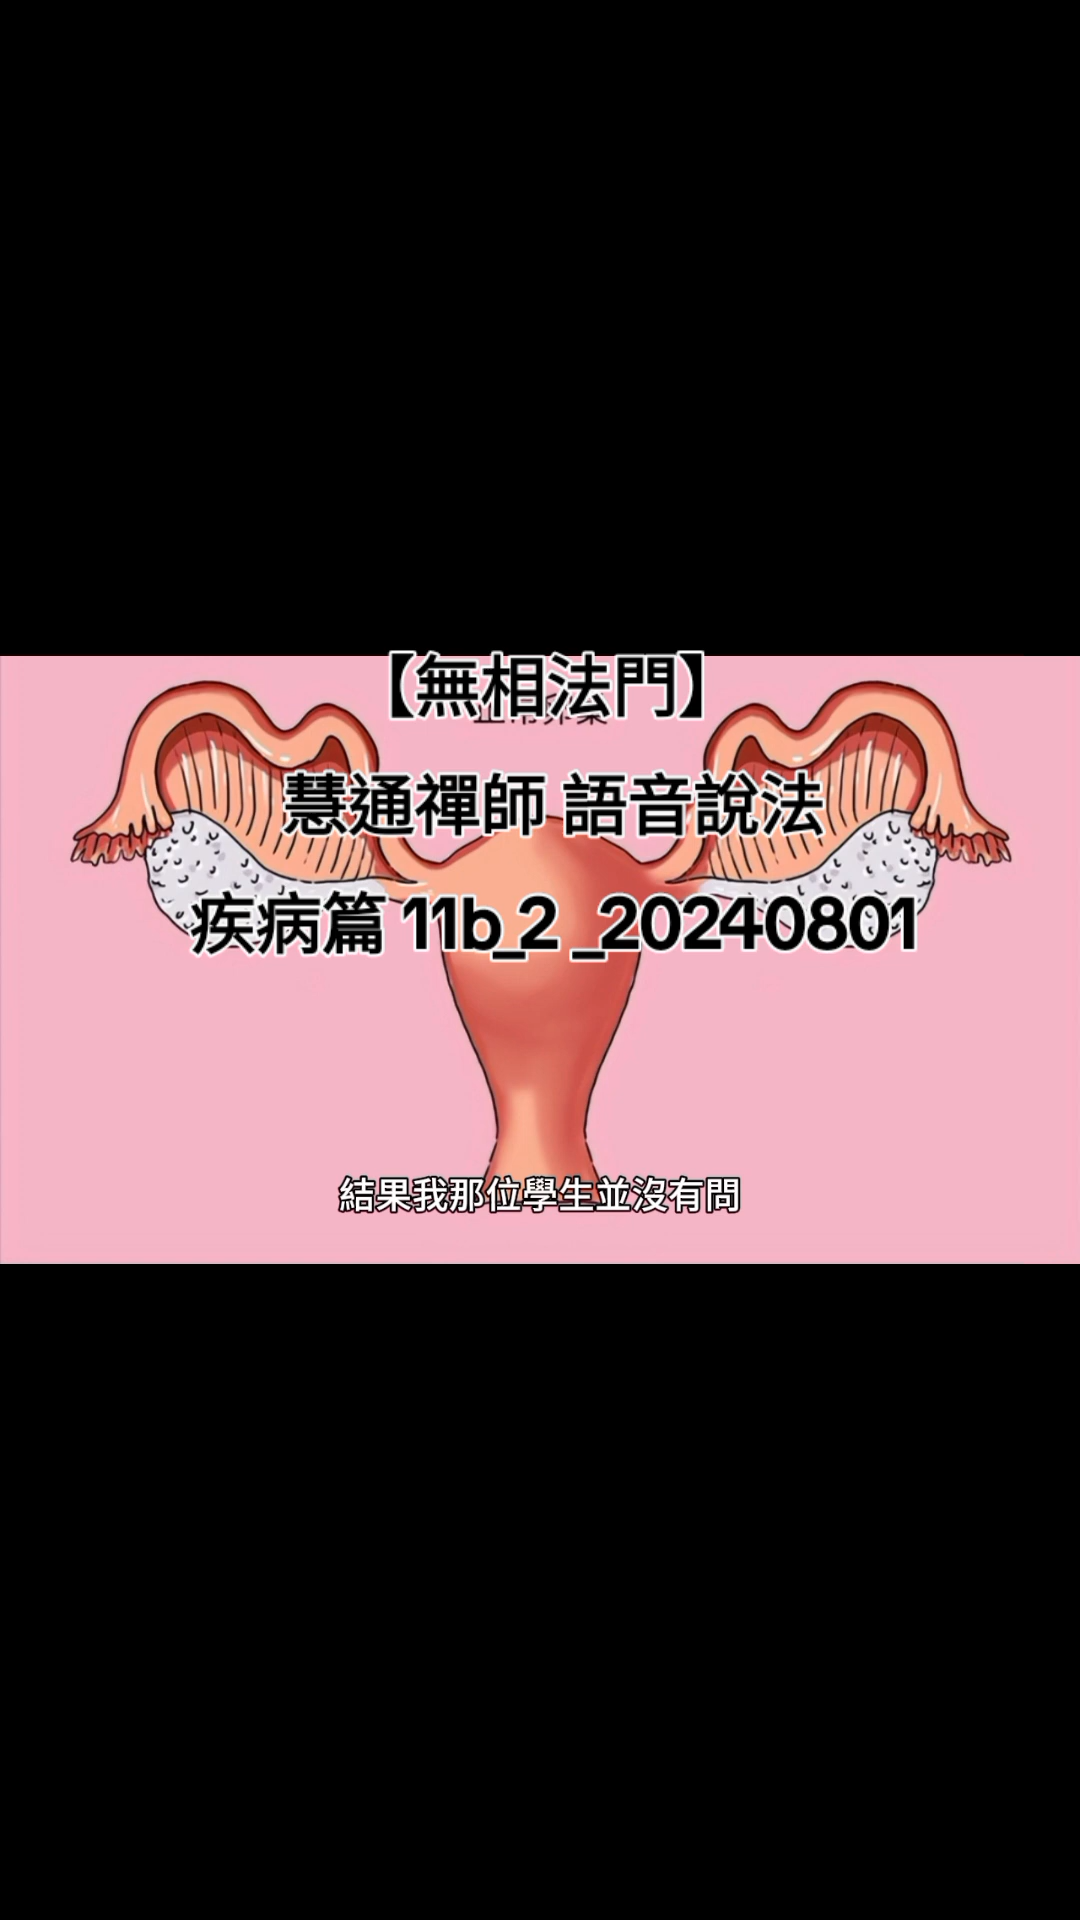 【無相法門】
慧通禪師 語音說法
疾病篇 11b_2 _20240801
結果我那位學生並沒有問